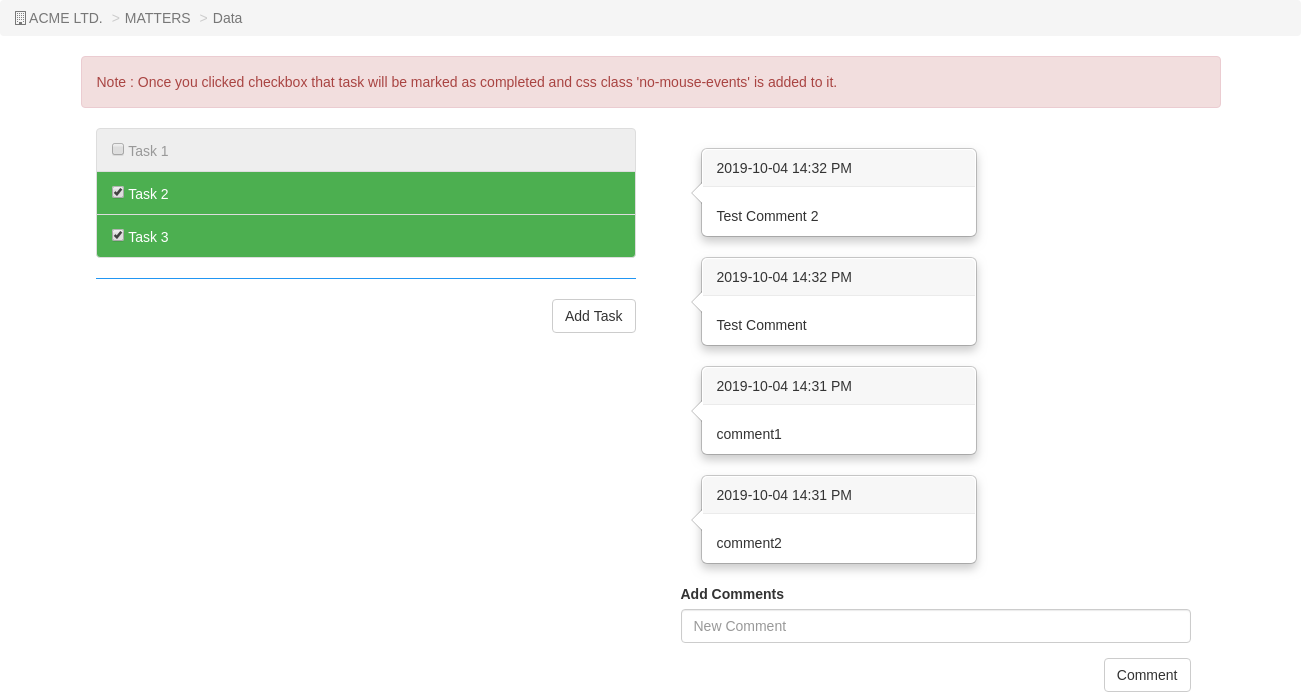 ACME LTD. > MATTERS > Data
Note : Once you clicked checkbox that task will be marked as completed and css class 'no-mouse-events' is added to it.
Task 1
Task 2
Task 3
Add Task
2019-10-04 14:32 PM
Test Comment 2
2019-10-04 14:32 PM
Test Comment
2019-10-04 14:31 PM
comment1
2019-10-04 14:31 PM
comment2
Add Comments
New Comment
Comment